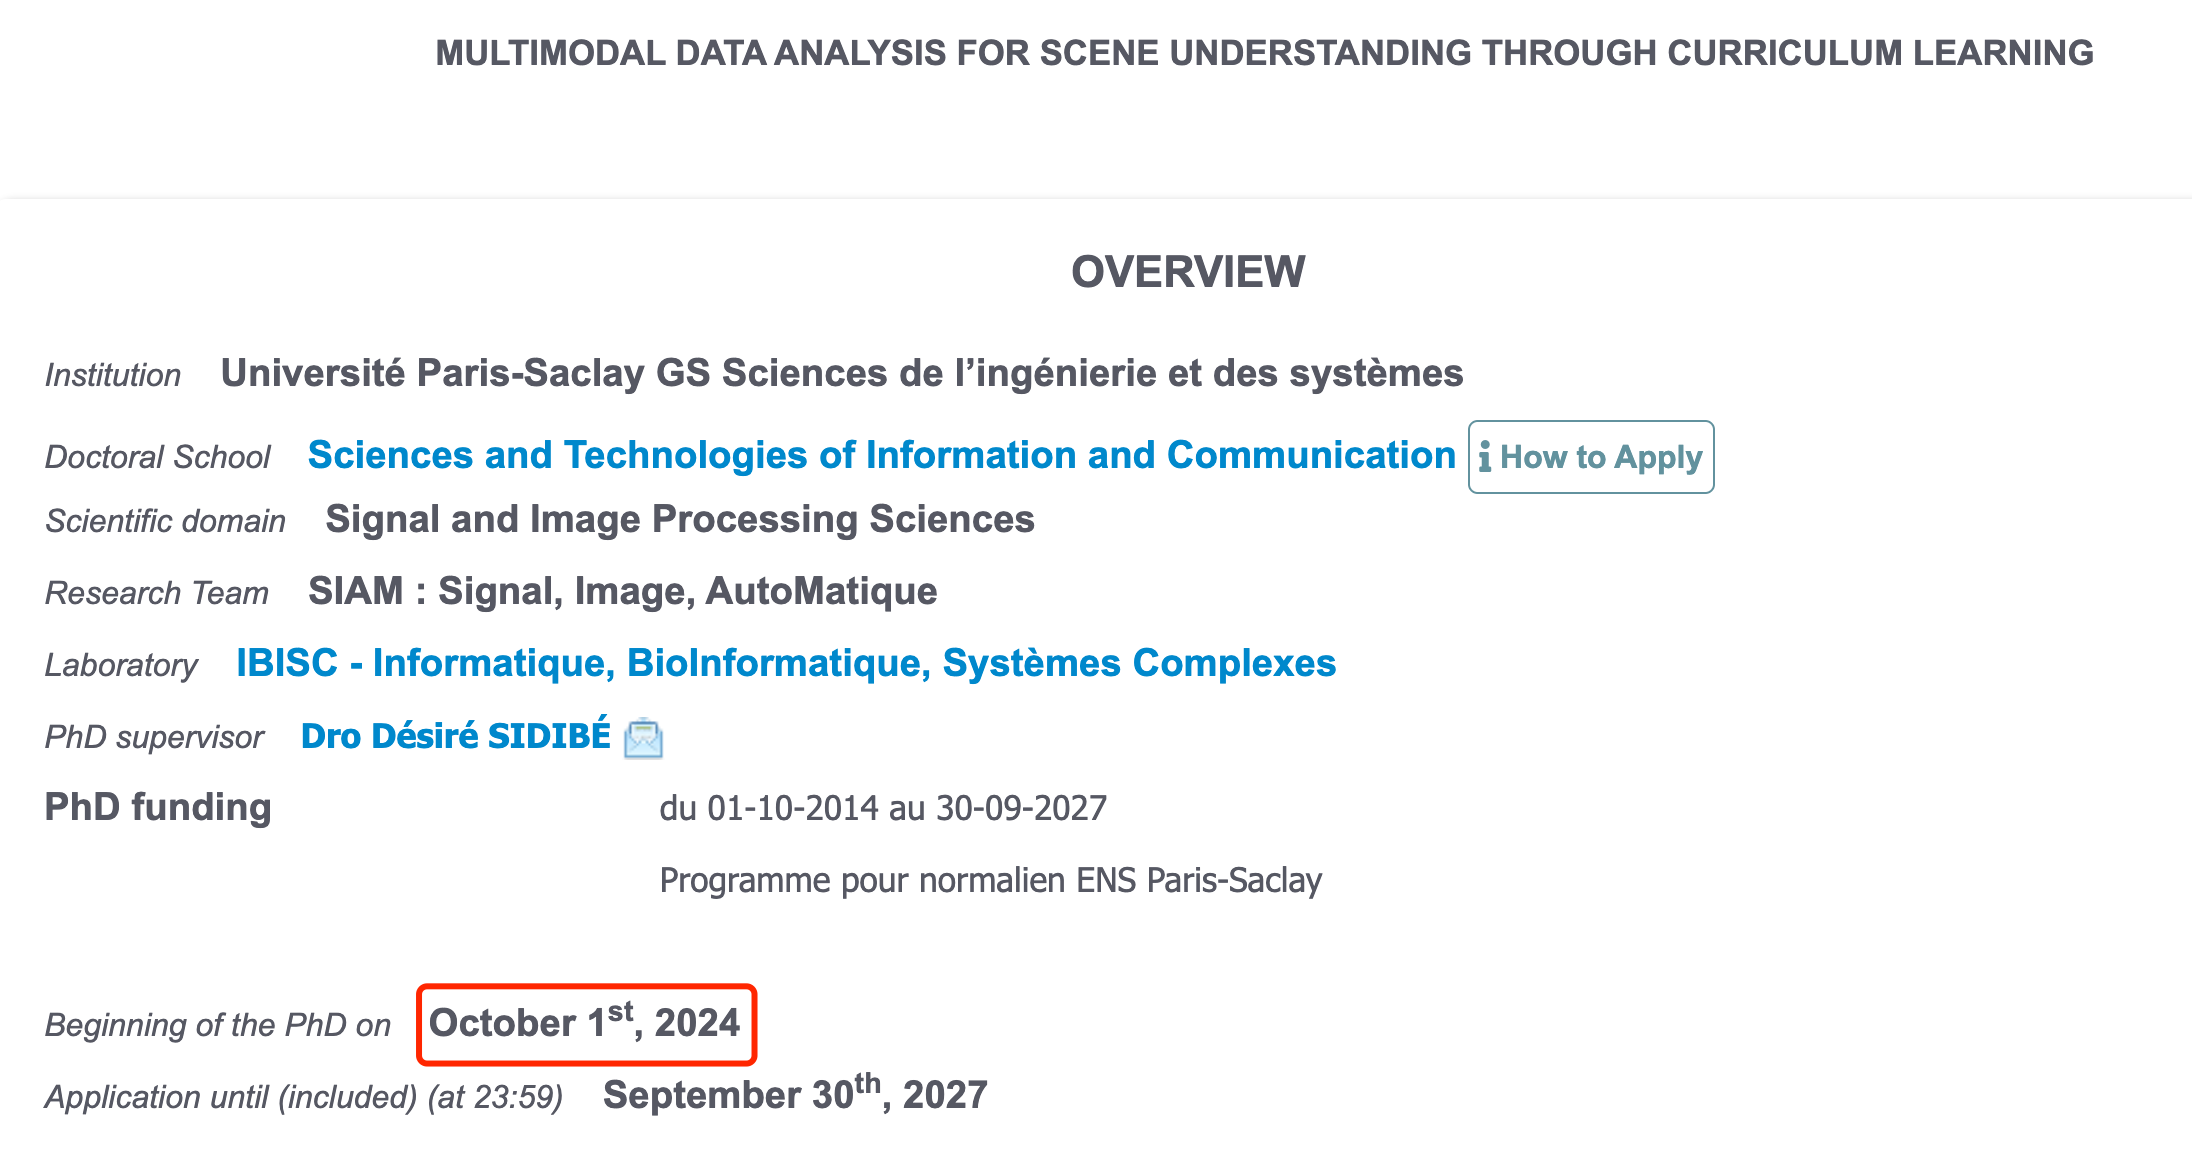 MULTIMODAL DATA ANALYSIS FOR SCENE UNDERSTANDING THROUGH CURRICULUM LEARNING
OVERVIEW
Institution Université Paris-Saclay GS Sciences de l’ingénierie et des systèmes
Doctoral School Sciences and Technologies of Information and Communication How to Apply
Scientific domain Signal and Image Processing Sciences
Research Team SIAM : Signal, Image, AutoMatique
Laboratory IBISC - Informatique, BioInformatique, Systèmes Complexes
PhD supervisor Dro Désiré SIDIBÉ
PhD funding du 01-10-2014 au 30-09-2027
Programme pour normalien ENS Paris-Saclay
Beginning of the PhD on October 1st, 2024
Application until (included) (at 23:59) September 30th, 2027